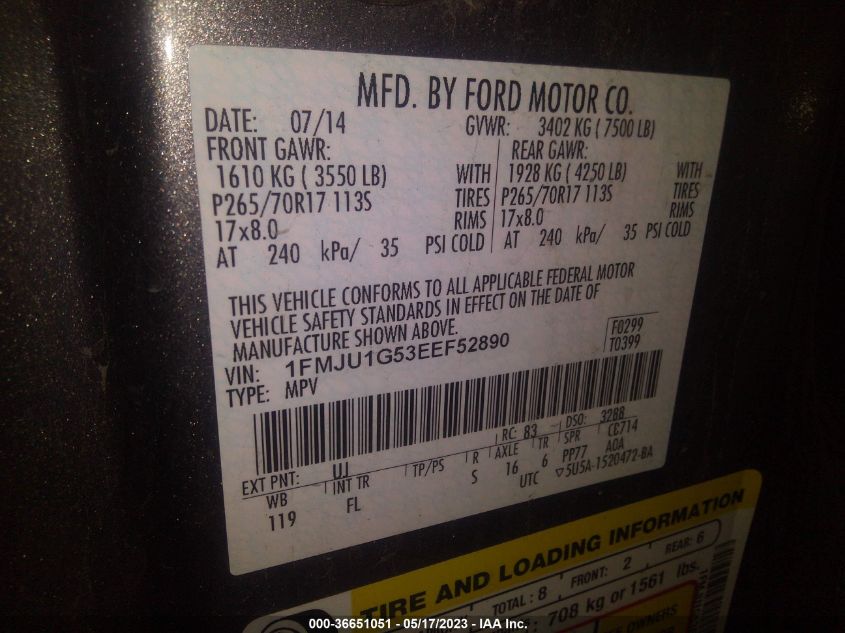 MFD. BY FORD MOTOR CO.
DATE: 07/14 GVWR: 3402 KG ( 7500 LB)
FRONT GAWR: REAR GAWR:
1610 KG ( 3550 LB) WITH 1928 KG ( 4250 LB) WITH
P265/70R17 113S TIRES P265/70R17 113S TIRES
17x8.0 RIMS 17x8.0 RIMS
AT 240 kPa/ 35 PSI COLD AT 240 kPa/ 35 PSI COLD
THIS VEHICLE CONFORMS TO ALL APPLICABLE FEDERAL MOTOR
VEHICLE SAFETY STANDARDS IN EFFECT ON THE DATE OF
MANUFACTURE SHOWN ABOVE.
F0299
T0399
VIN: 1FMJU1G53EEF52890
TYPE: MPV
RC: 83 DSO: 3288
EXT PNT: UJ
WB INT TR TP/PS R AXLE TR SPR CC714
119 FL S 16 6 PP77 AOA
UTC ▽5U5A-1520472-BA
TIRE AND LOADING INFORMATION
TOTAL : 8 FRONT: 2 REAR: 6
708 kg or 1561 lbs.
OWNERS
000-36651051 - 05/17/2023 - IAA Inc.